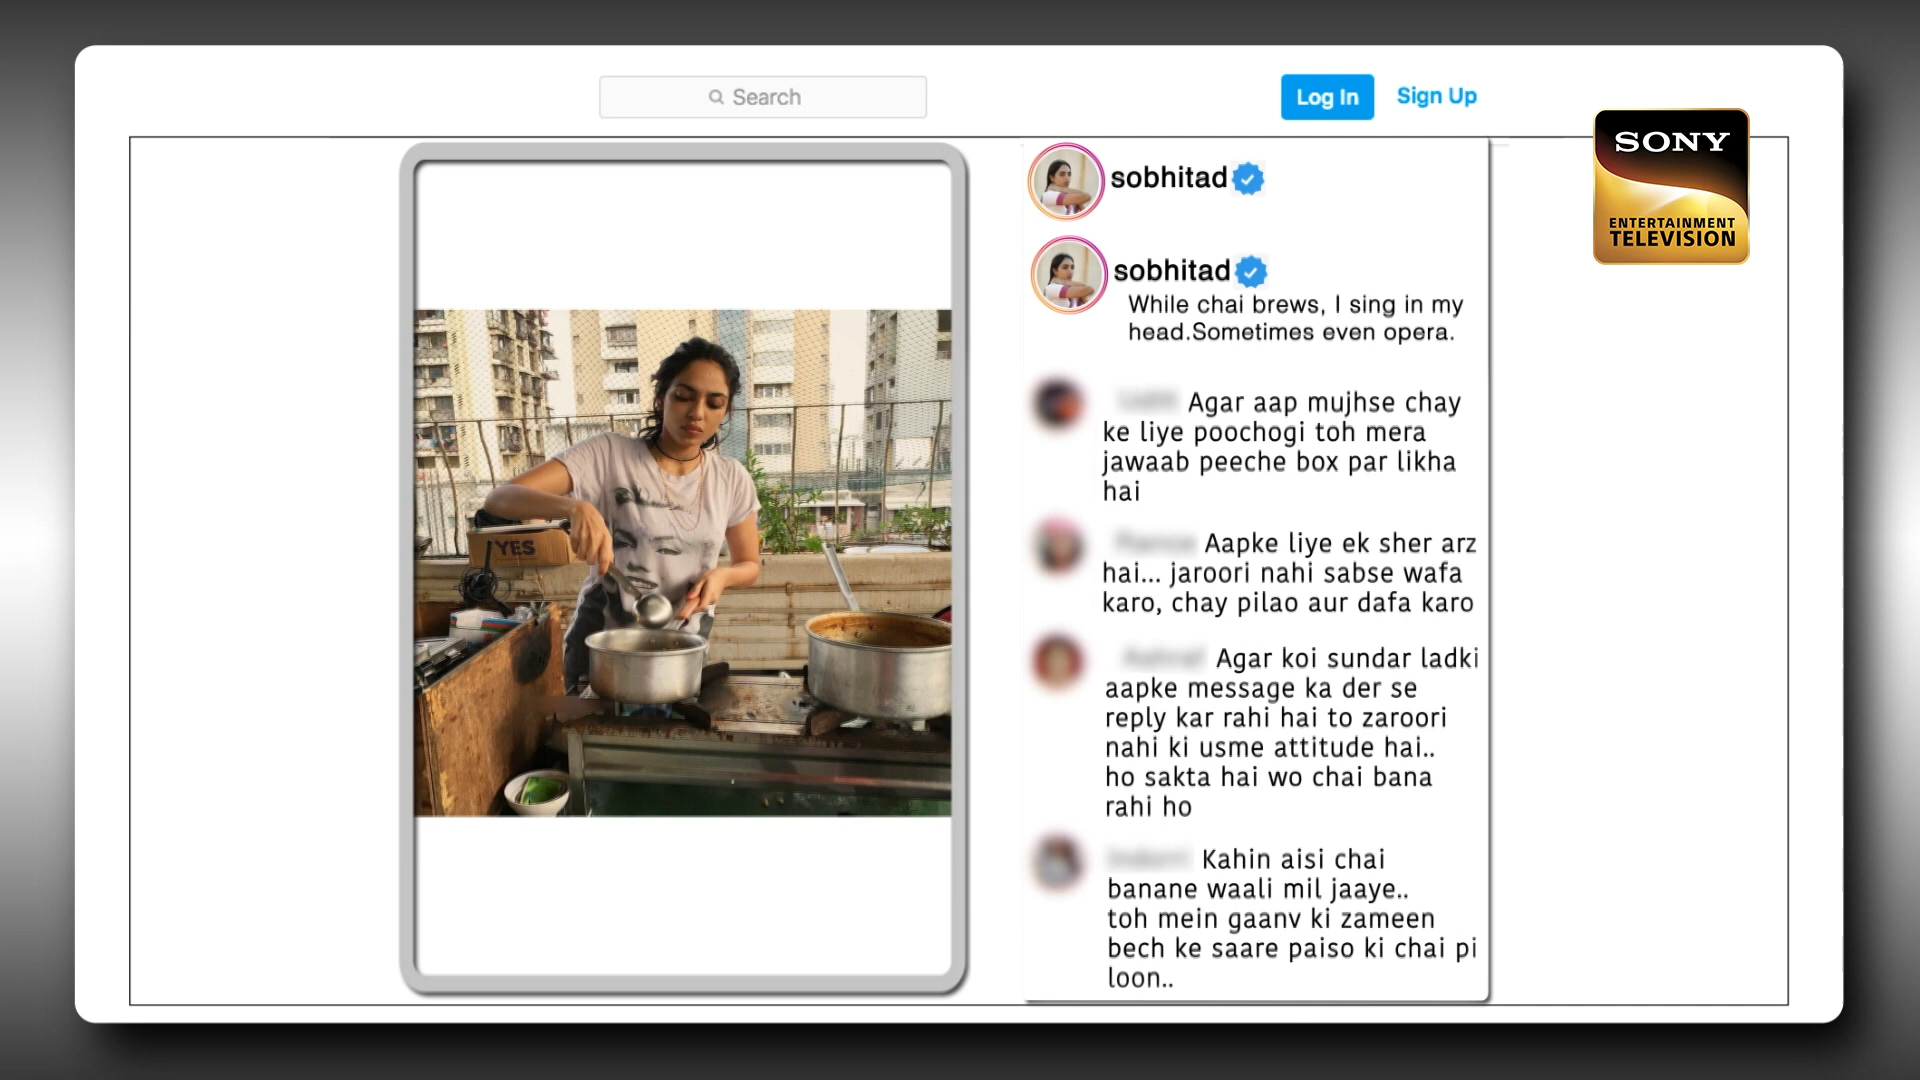 Search
Log In
Sign Up
SONY
ENTERTAINMENT
TELEVISION
YES
sobhitad
sobhitad
While chai brews, I sing in my
head.Sometimes even opera.
Agar aap mujhse chay
ke liye poochogi toh mera
jawaab peeche box par likha
hai
Aapke liye ek sher arz
hai... jaroori nahi sabse wafa
karo, chay pilao aur dafa karo
Agar koi sundar ladki
aapke message ka der se
reply kar rahi hai to zaroori
nahi ki usme attitude hai..
ho sakta hai wo chai bana
rahi ho
Kahin aisi chai
banane waali mil jaaye..
toh mein gaanv ki zameen
bech ke saare paiso ki chai pi
loon..